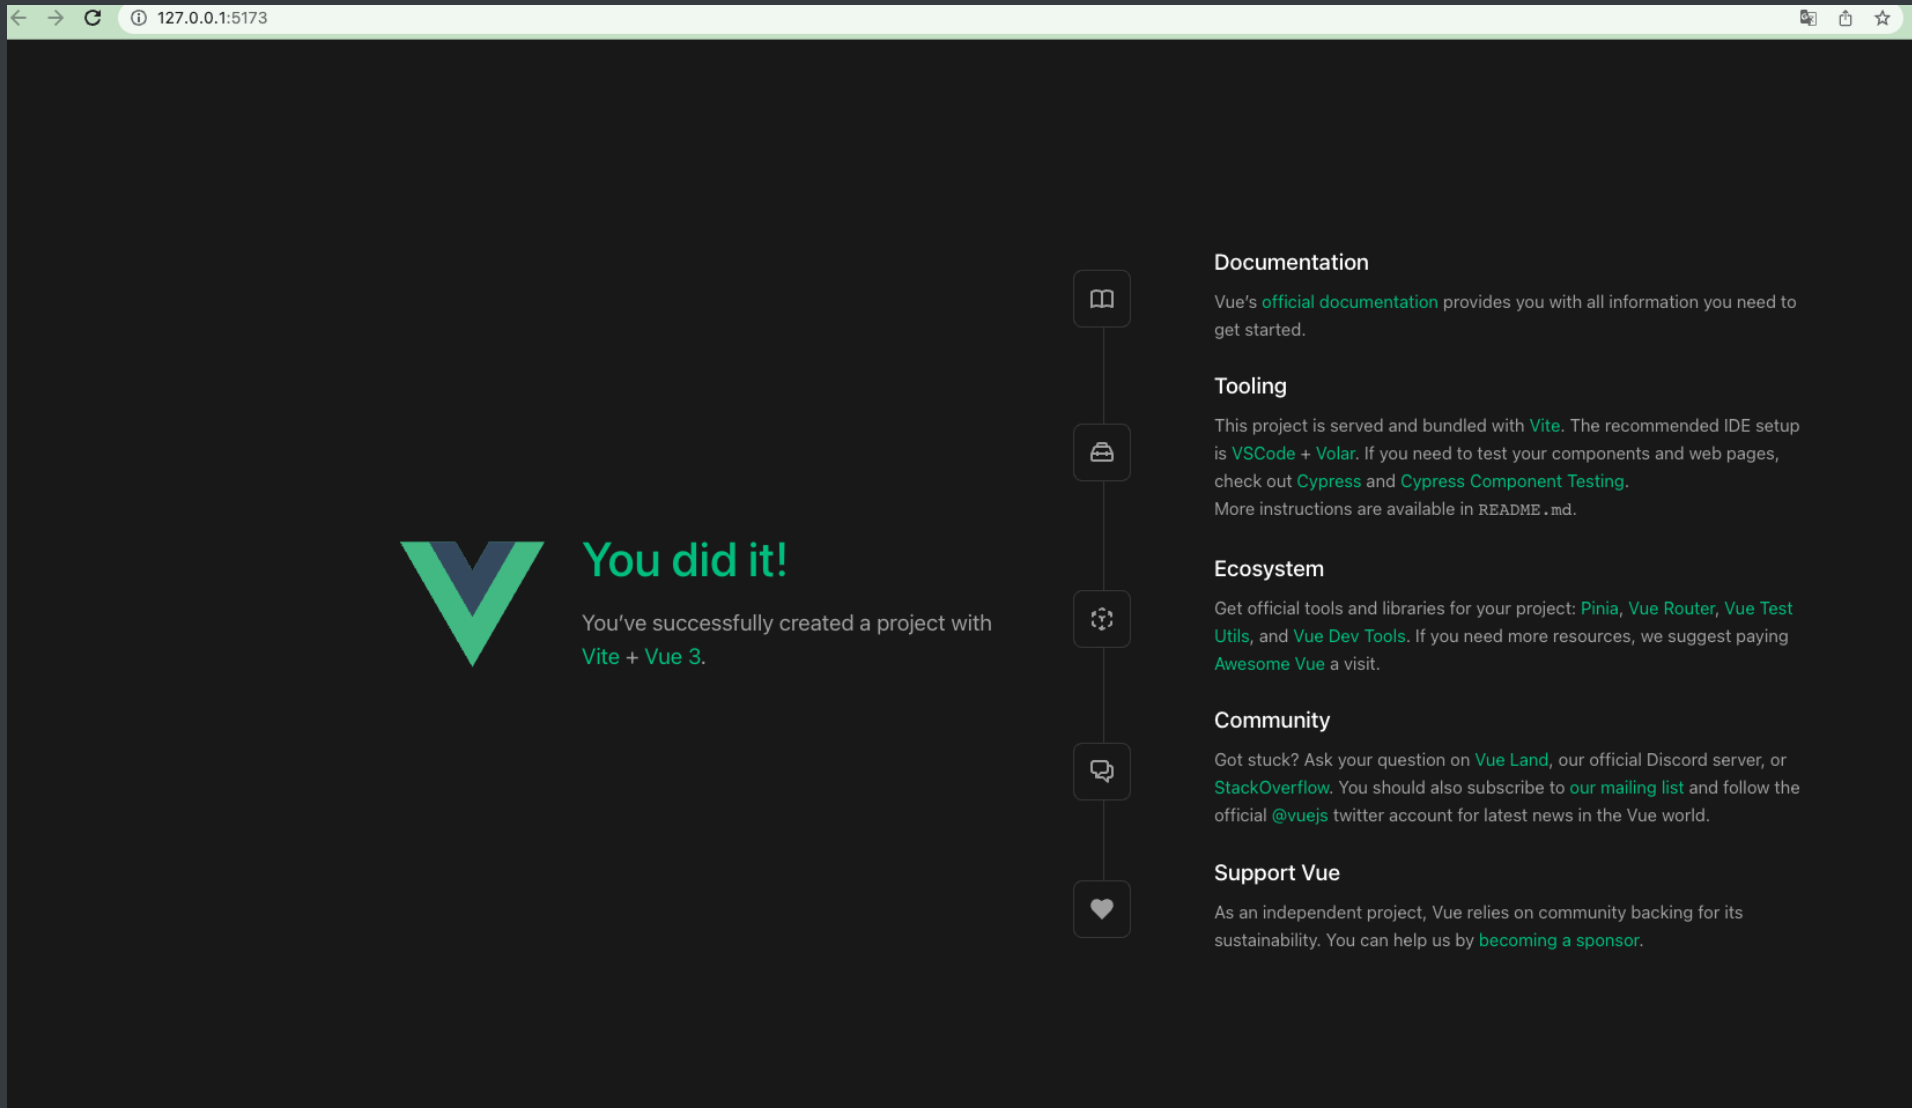 127.0.0.1:5173
You did it!
You’ve successfully created a project with
Vite + Vue 3.
Documentation
Vue’s official documentation provides you with all information you need to
get started.
Tooling
This project is served and bundled with Vite. The recommended IDE setup
is VSCode + Volar. If you need to test your components and web pages,
check out Cypress and Cypress Component Testing.
More instructions are available in README.md.
Ecosystem
Get official tools and libraries for your project: Pinia, Vue Router, Vue Test
Utils, and Vue Dev Tools. If you need more resources, we suggest paying
Awesome Vue a visit.
Community
Got stuck? Ask your question on Vue Land, our official Discord server, or
StackOverflow. You should also subscribe to our mailing list and follow the
official @vuejs twitter account for latest news in the Vue world.
Support Vue
As an independent project, Vue relies on community backing for its
sustainability. You can help us by becoming a sponsor.